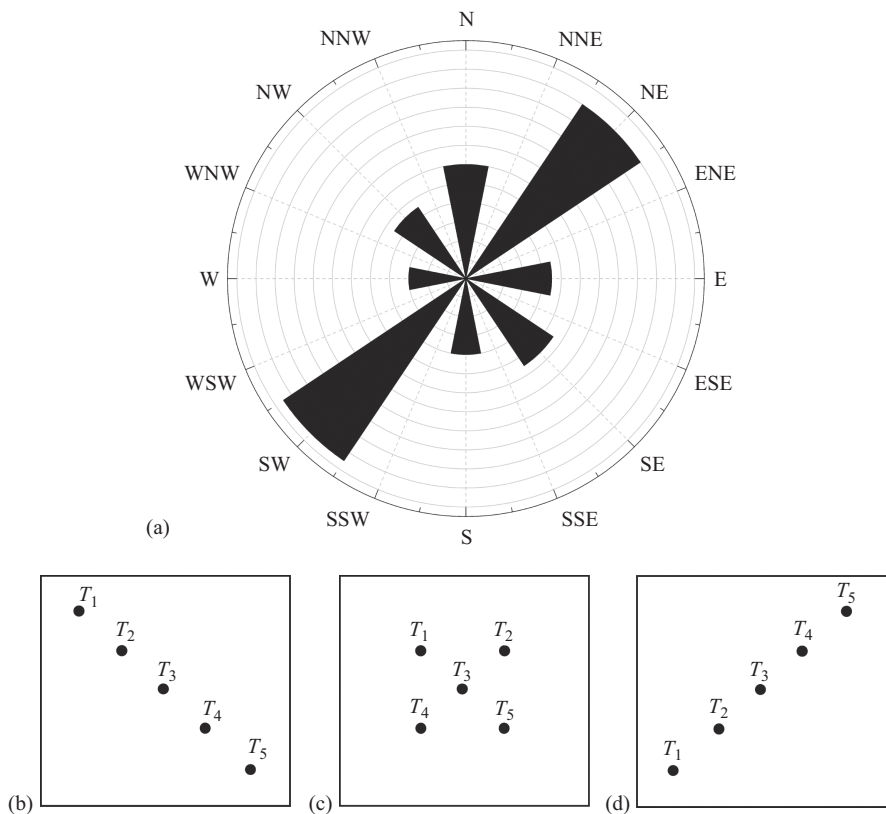 N
NNW NNE
NW NE
WNW ENE
W E
WSW ESE
SW SE
SSW SSE
S
(a)
T1 T2 T3 T4 T5
(b)
T1 T2 T3 T4 T5
(c)
T5 T4 T3 T2 T1
(d)